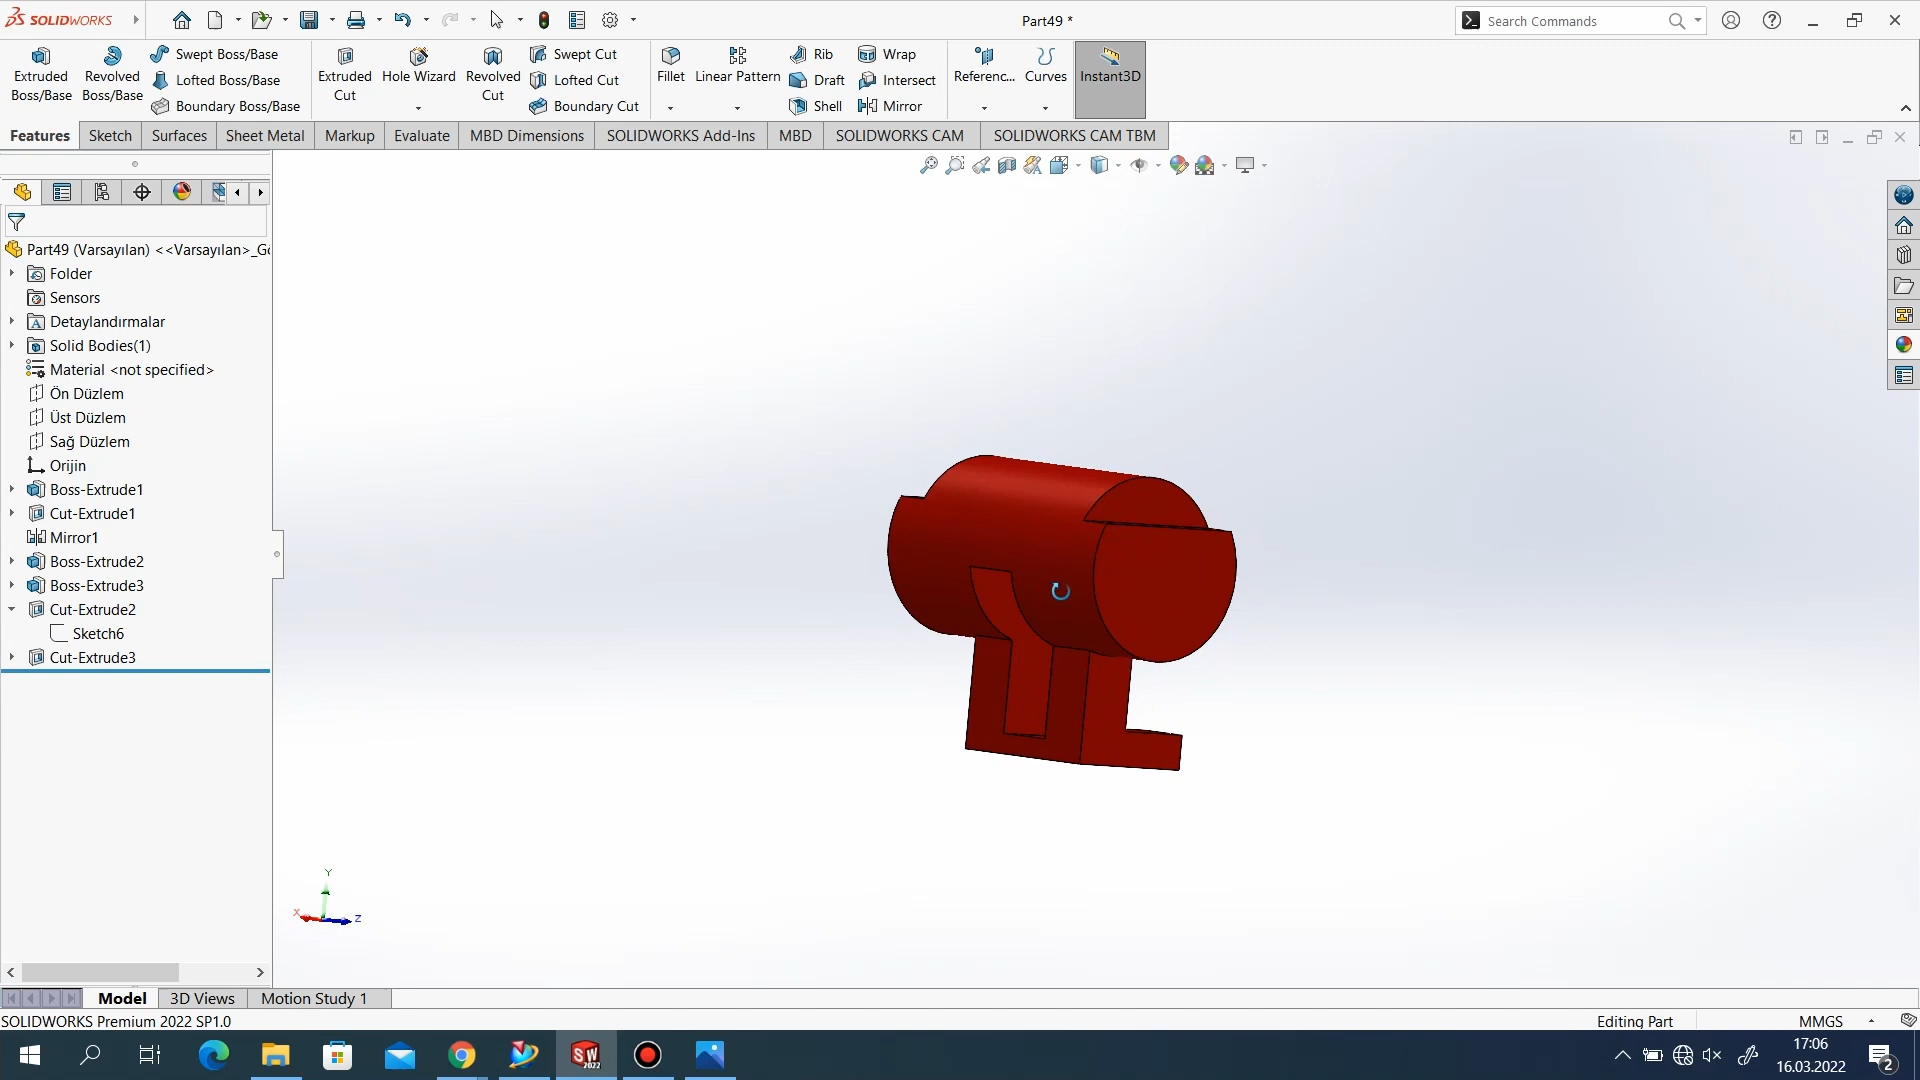 SOLIDWORKS
Part49 *
Search Commands
Extruded Boss/Base
Revolved Boss/Base
Swept Boss/Base
Lofted Boss/Base
Boundary Boss/Base
Extruded Cut
Hole Wizard
Revolved Cut
Swept Cut
Lofted Cut
Boundary Cut
Fillet
Linear Pattern
Rib
Draft
Shell
Wrap
Intersect
Mirror
Referenc...
Curves
Instant3D
Features
Sketch
Surfaces
Sheet Metal
Markup
Evaluate
MBD Dimensions
SOLIDWORKS Add-Ins
MBD
SOLIDWORKS CAM
SOLIDWORKS CAM TBM
Part49 (Varsayılan) <<Varsayılan>_Gö
Folder
Sensors
Detaylandırmalar
Solid Bodies(1)
Material <not specified>
Ön Düzlem
Üst Düzlem
Sağ Düzlem
Orijin
Boss-Extrude1
Cut-Extrude1
Mirror1
Boss-Extrude2
Boss-Extrude3
Cut-Extrude2
Sketch6
Cut-Extrude3
Y
X
Z
Model
3D Views
Motion Study 1
SOLIDWORKS Premium 2022 SP1.0
Editing Part
MMGS
SW
2022
17:06
16.03.2022
2